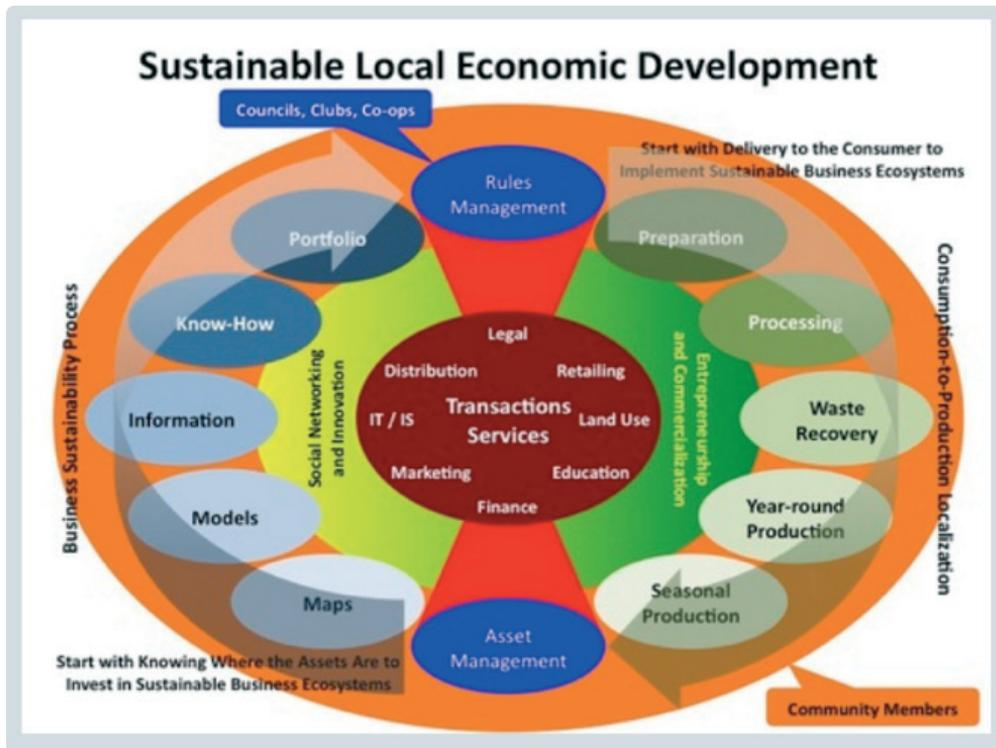 Sustainable Local Economic Development
Councils, Clubs, Co-ops
Start with Delivery to the Consumer to
Implement Sustainable Business Ecosystems
Rules
Management
Portfolio
Know-How
Information
Models
Maps
Business Sustainability Process
Social Networking
and Innovation
Legal
Distribution
Retailing
IT / IS
Transactions
Services
Land Use
Marketing
Education
Finance
Entrepreneurship
and Commercialization
Preparation
Processing
Waste
Recovery
Year-round
Production
Seasonal
Production
Consumption-to-Production Localization
Asset
Management
Start with Knowing Where the Assets Are to
Invest in Sustainable Business Ecosystems
Community Members